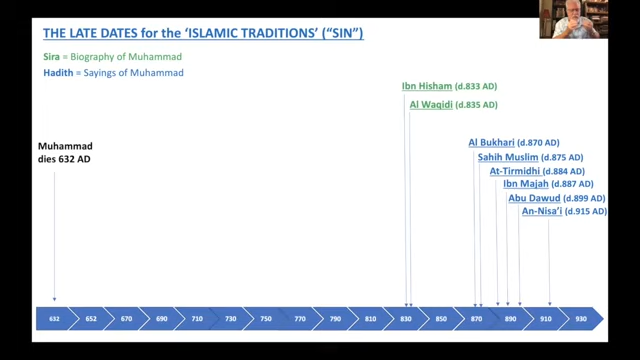 THE LATE DATES for the ‘ISLAMIC TRADITIONS’ (“SIN”)
Sira = Biography of Muhammad
Hadith = Sayings of Muhammad
Ibn Hisham (d.833 AD)
Al Waqidi (d.835 AD)
Muhammad
dies 632 AD
Al Bukhari (d.870 AD)
Sahih Muslim (d.875 AD)
At-Tirmidhi (d.884 AD)
Ibn Majah (d.887 AD)
Abu Dawud (d.899 AD)
An-Nisa’i (d.915 AD)
632 652 670 690 710 730 750 770 790 810 830 850 870 890 910 930